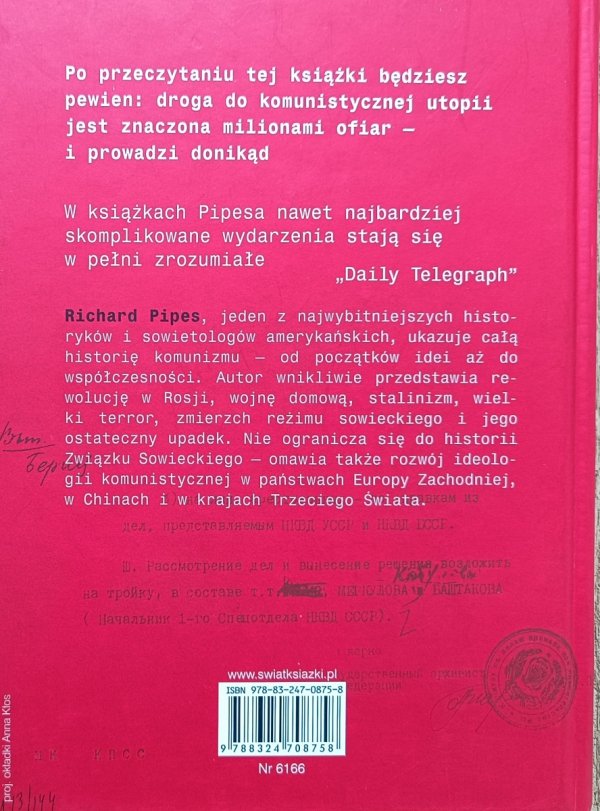 Po przeczytaniu tej książki będziesz
pewien: droga do komunistycznej utopii
jest znaczona milionami ofiar —
i prowadzi donikąd
W książkach Pipesa nawet najbardziej
skomplikowane wydarzenia stają się
w pełni zrozumiałe
„Daily Telegraph”
Richard Pipes, jeden z najwybitniejszych histo-
ryków i sowietologów amerykańskich, ukazuje całą
historię komunizmu — od początków idei aż do
współczesności. Autor wnikliwie przedstawia re-
wolucję w Rosji, wojnę domową, stalinizm, wiel-
ki terror, zmierzch reżimu sowieckiego i jego
ostateczny upadek. Nie ogranicza się do historii
Związku Sowieckiego — omawia także rozwój ideolo-
gii komunistycznej w państwach Europy Zachodniej,
w Chinach i w krajach Trzeciego Świata.
дел, представляемым НКВД УССР и НКВД БССР.
Ш. Рассмотрение дел и вынесение решения возложить
на тройку, в составе т.т. МЕРКУЛОВА БАШТАКОВА
( Начальник 1-го Спецотдела НКВД СССР).
www.swiatksiazki.pl
ISBN 978-83-247-0875-8
9 788324 708758
Nr 6166
proj. okładki Anna Kłos